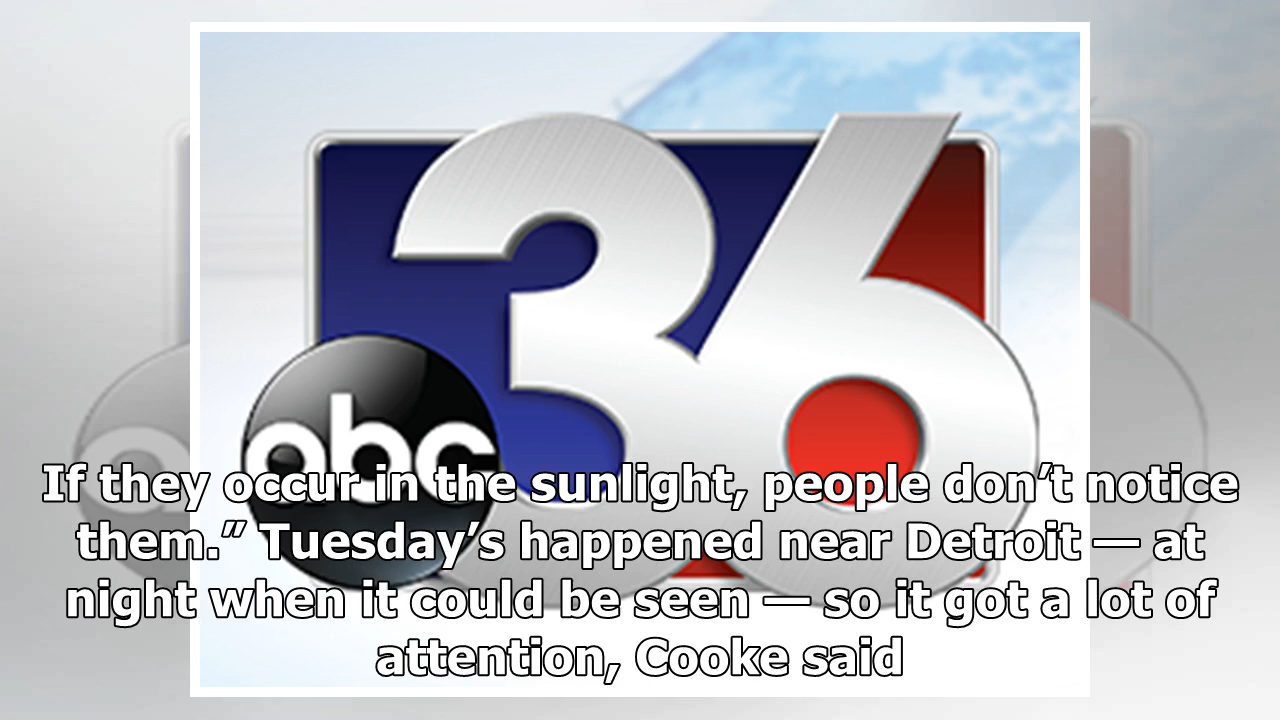 36
abc
If they occur in the sunlight, people don’t notice
them.” Tuesday’s happened near Detroit — at
night when it could be seen — so it got a lot of
attention, Cooke said